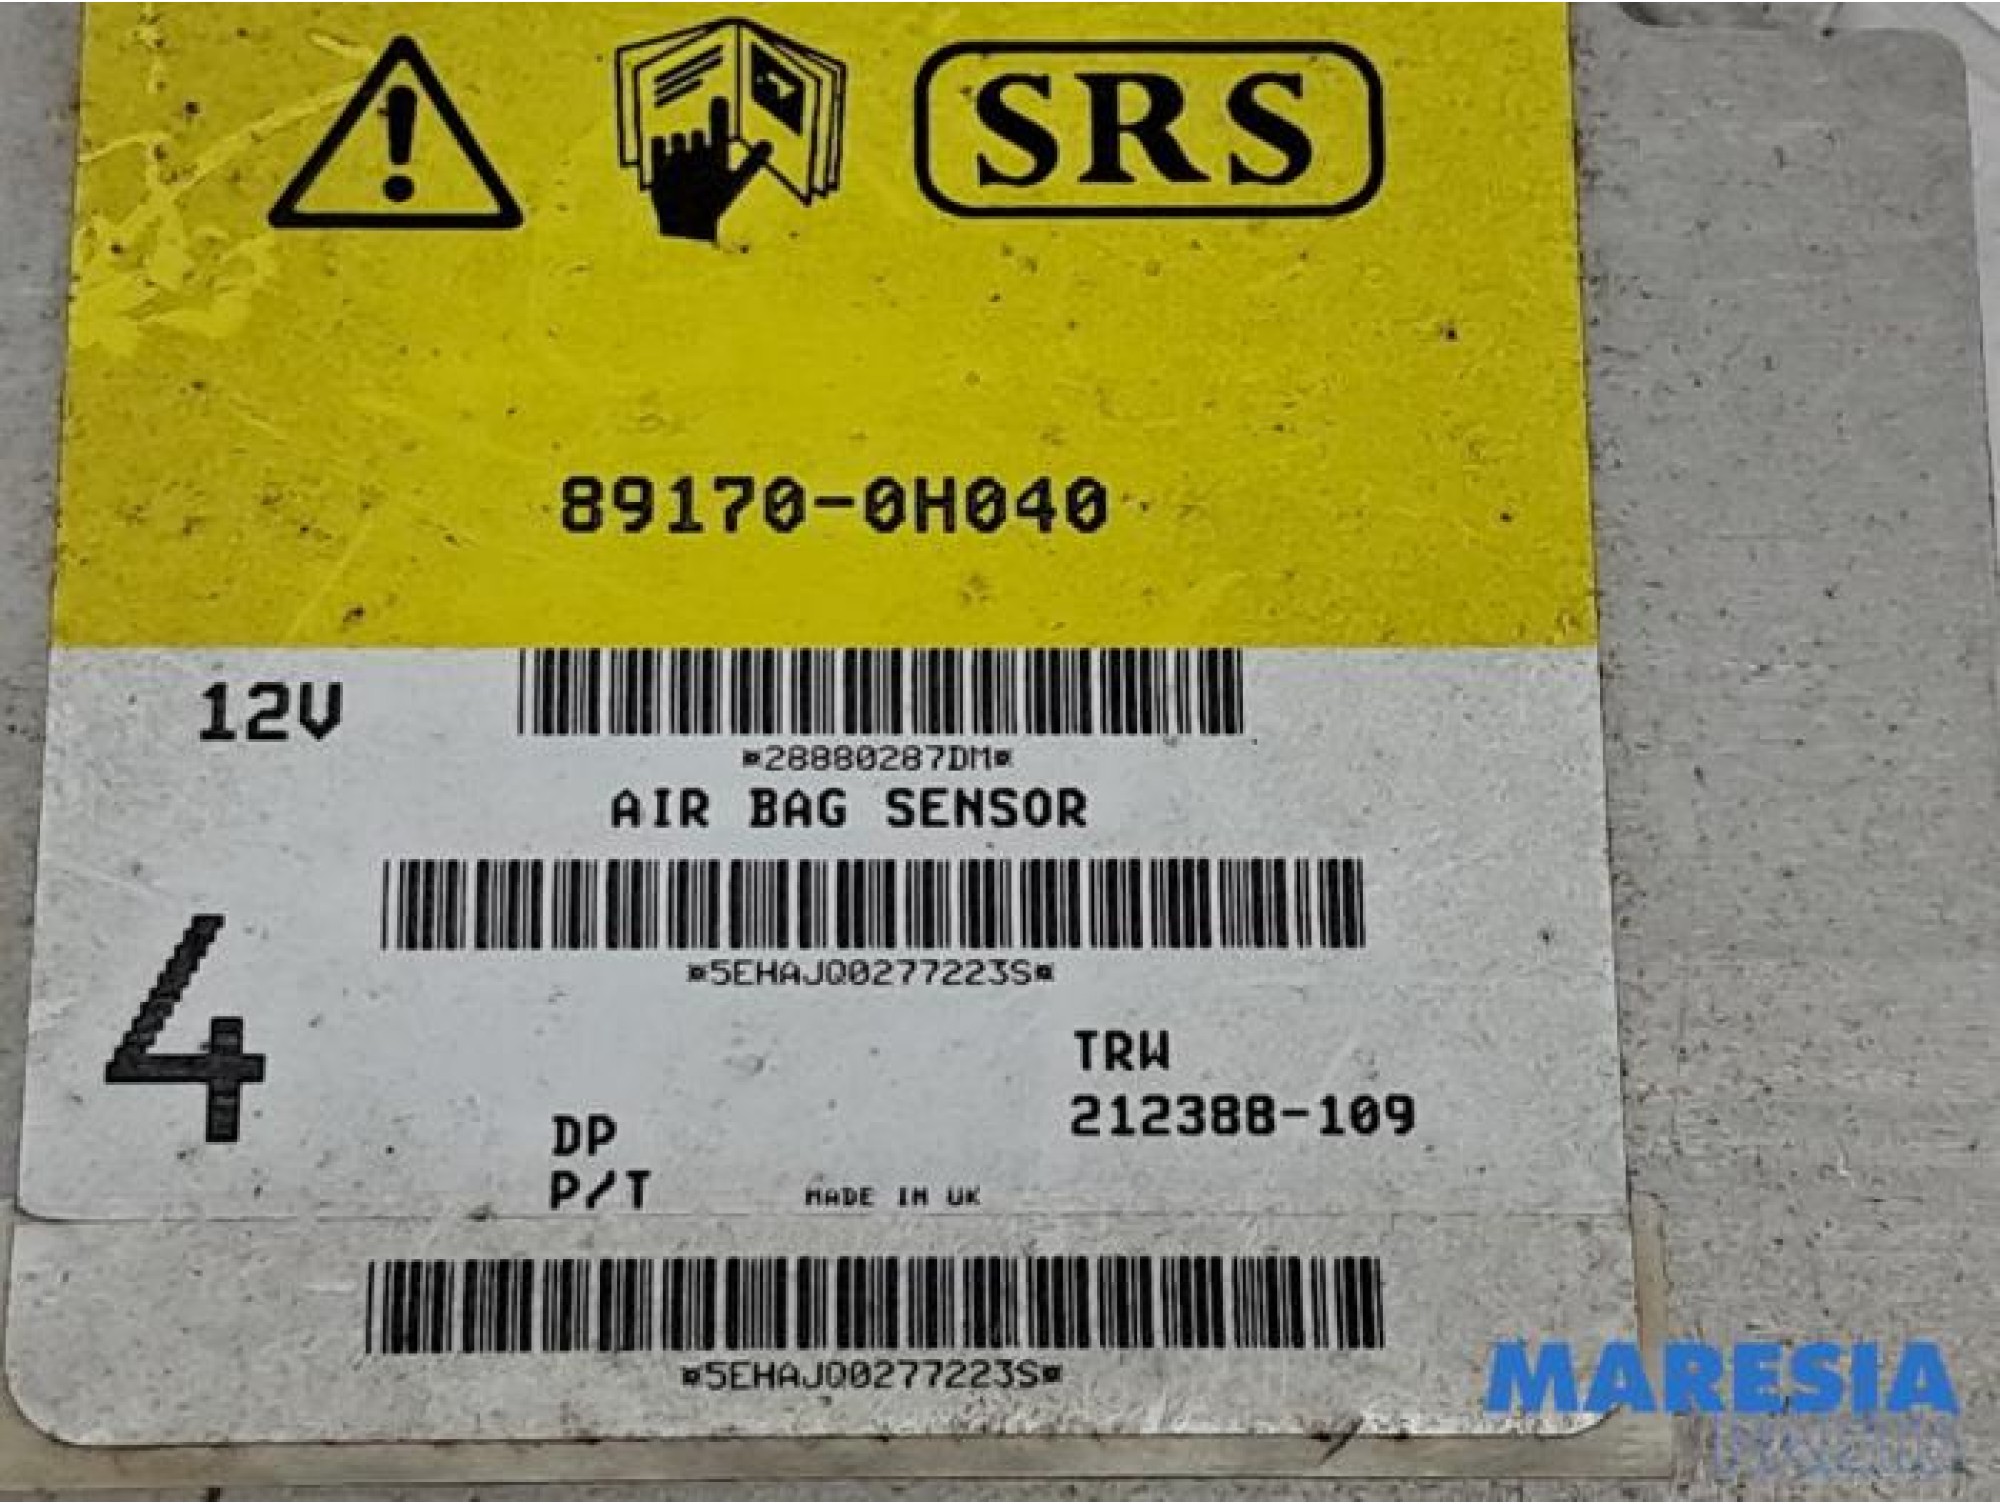 SRS
89170-0H040
12V
*28880287DM*
AIR BAG SENSOR
*5EHAJQ0277223S*
4
TRW
212388-109
DP
P/T
MADE IN UK
*5EHAJQ0277223S*
MARESIA